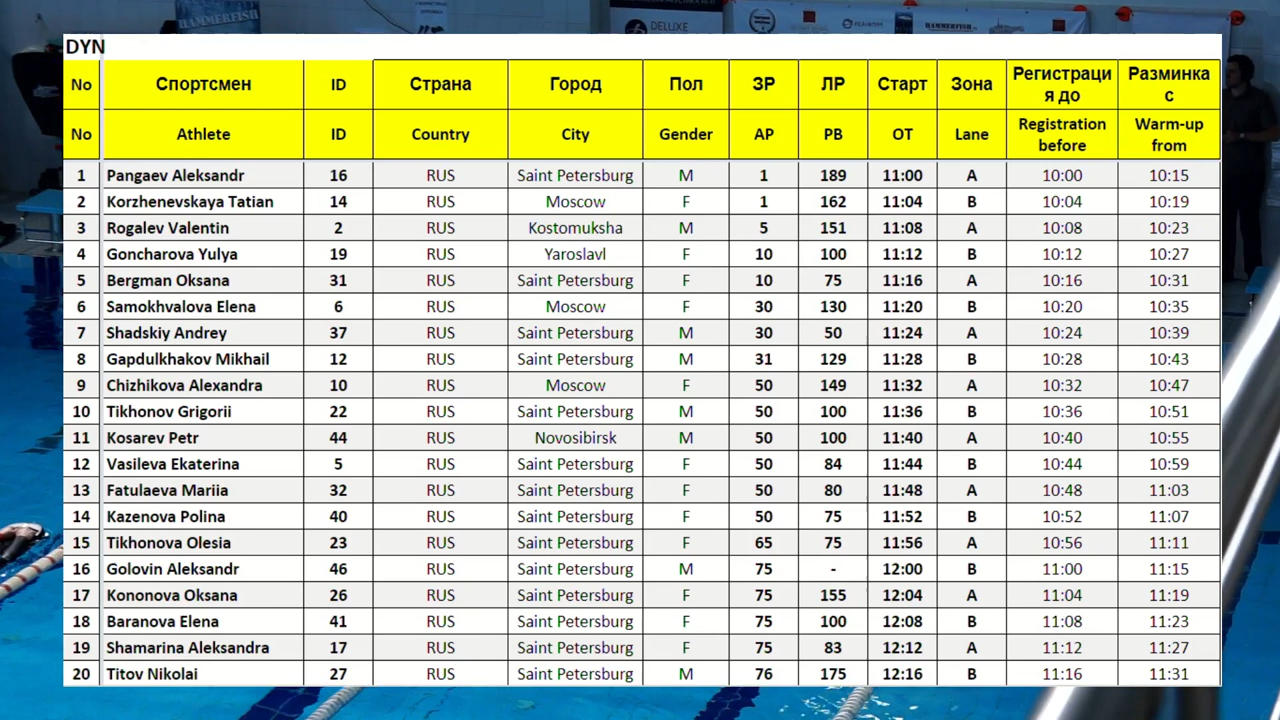 HAMMERFISH
DELUXE
HAMMERFISH
DYN
No Спортсмен ID Страна Город Пол ЗР ЛР Старт Зона Регистраци Разминка
я до с
No Athlete ID Country City Gender AP PB OT Lane Registration Warm-up
before from
1 Pangaev Aleksandr 16 RUS Saint Petersburg M 1 189 11:00 A 10:00 10:15
2 Korzhenevskaya Tatian 14 RUS Moscow F 1 162 11:04 B 10:04 10:19
3 Rogalev Valentin 2 RUS Kostomuksha M 5 151 11:08 A 10:08 10:23
4 Goncharova Yulya 19 RUS Yaroslavl F 10 100 11:12 B 10:12 10:27
5 Bergman Oksana 31 RUS Saint Petersburg F 10 75 11:16 A 10:16 10:31
6 Samokhvalova Elena 6 RUS Moscow F 30 130 11:20 B 10:20 10:35
7 Shadskiy Andrey 37 RUS Saint Petersburg M 30 50 11:24 A 10:24 10:39
8 Gapdulkhakov Mikhail 12 RUS Saint Petersburg M 31 129 11:28 B 10:28 10:43
9 Chizhikova Alexandra 10 RUS Moscow F 50 149 11:32 A 10:32 10:47
10 Tikhonov Grigorii 22 RUS Saint Petersburg M 50 100 11:36 B 10:36 10:51
11 Kosarev Petr 44 RUS Novosibirsk M 50 100 11:40 A 10:40 10:55
12 Vasileva Ekaterina 5 RUS Saint Petersburg F 50 84 11:44 B 10:44 10:59
13 Fatulaeva Mariia 32 RUS Saint Petersburg F 50 80 11:48 A 10:48 11:03
14 Kazenova Polina 40 RUS Saint Petersburg F 50 75 11:52 B 10:52 11:07
15 Tikhonova Olesia 23 RUS Saint Petersburg F 65 75 11:56 A 10:56 11:11
16 Golovin Aleksandr 46 RUS Saint Petersburg M 75 - 12:00 B 11:00 11:15
17 Kononova Oksana 26 RUS Saint Petersburg F 75 155 12:04 A 11:04 11:19
18 Baranova Elena 41 RUS Saint Petersburg F 75 100 12:08 B 11:08 11:23
19 Shamarina Aleksandra 17 RUS Saint Petersburg F 75 83 12:12 A 11:12 11:27
20 Titov Nikolai 27 RUS Saint Petersburg M 76 175 12:16 B 11:16 11:31